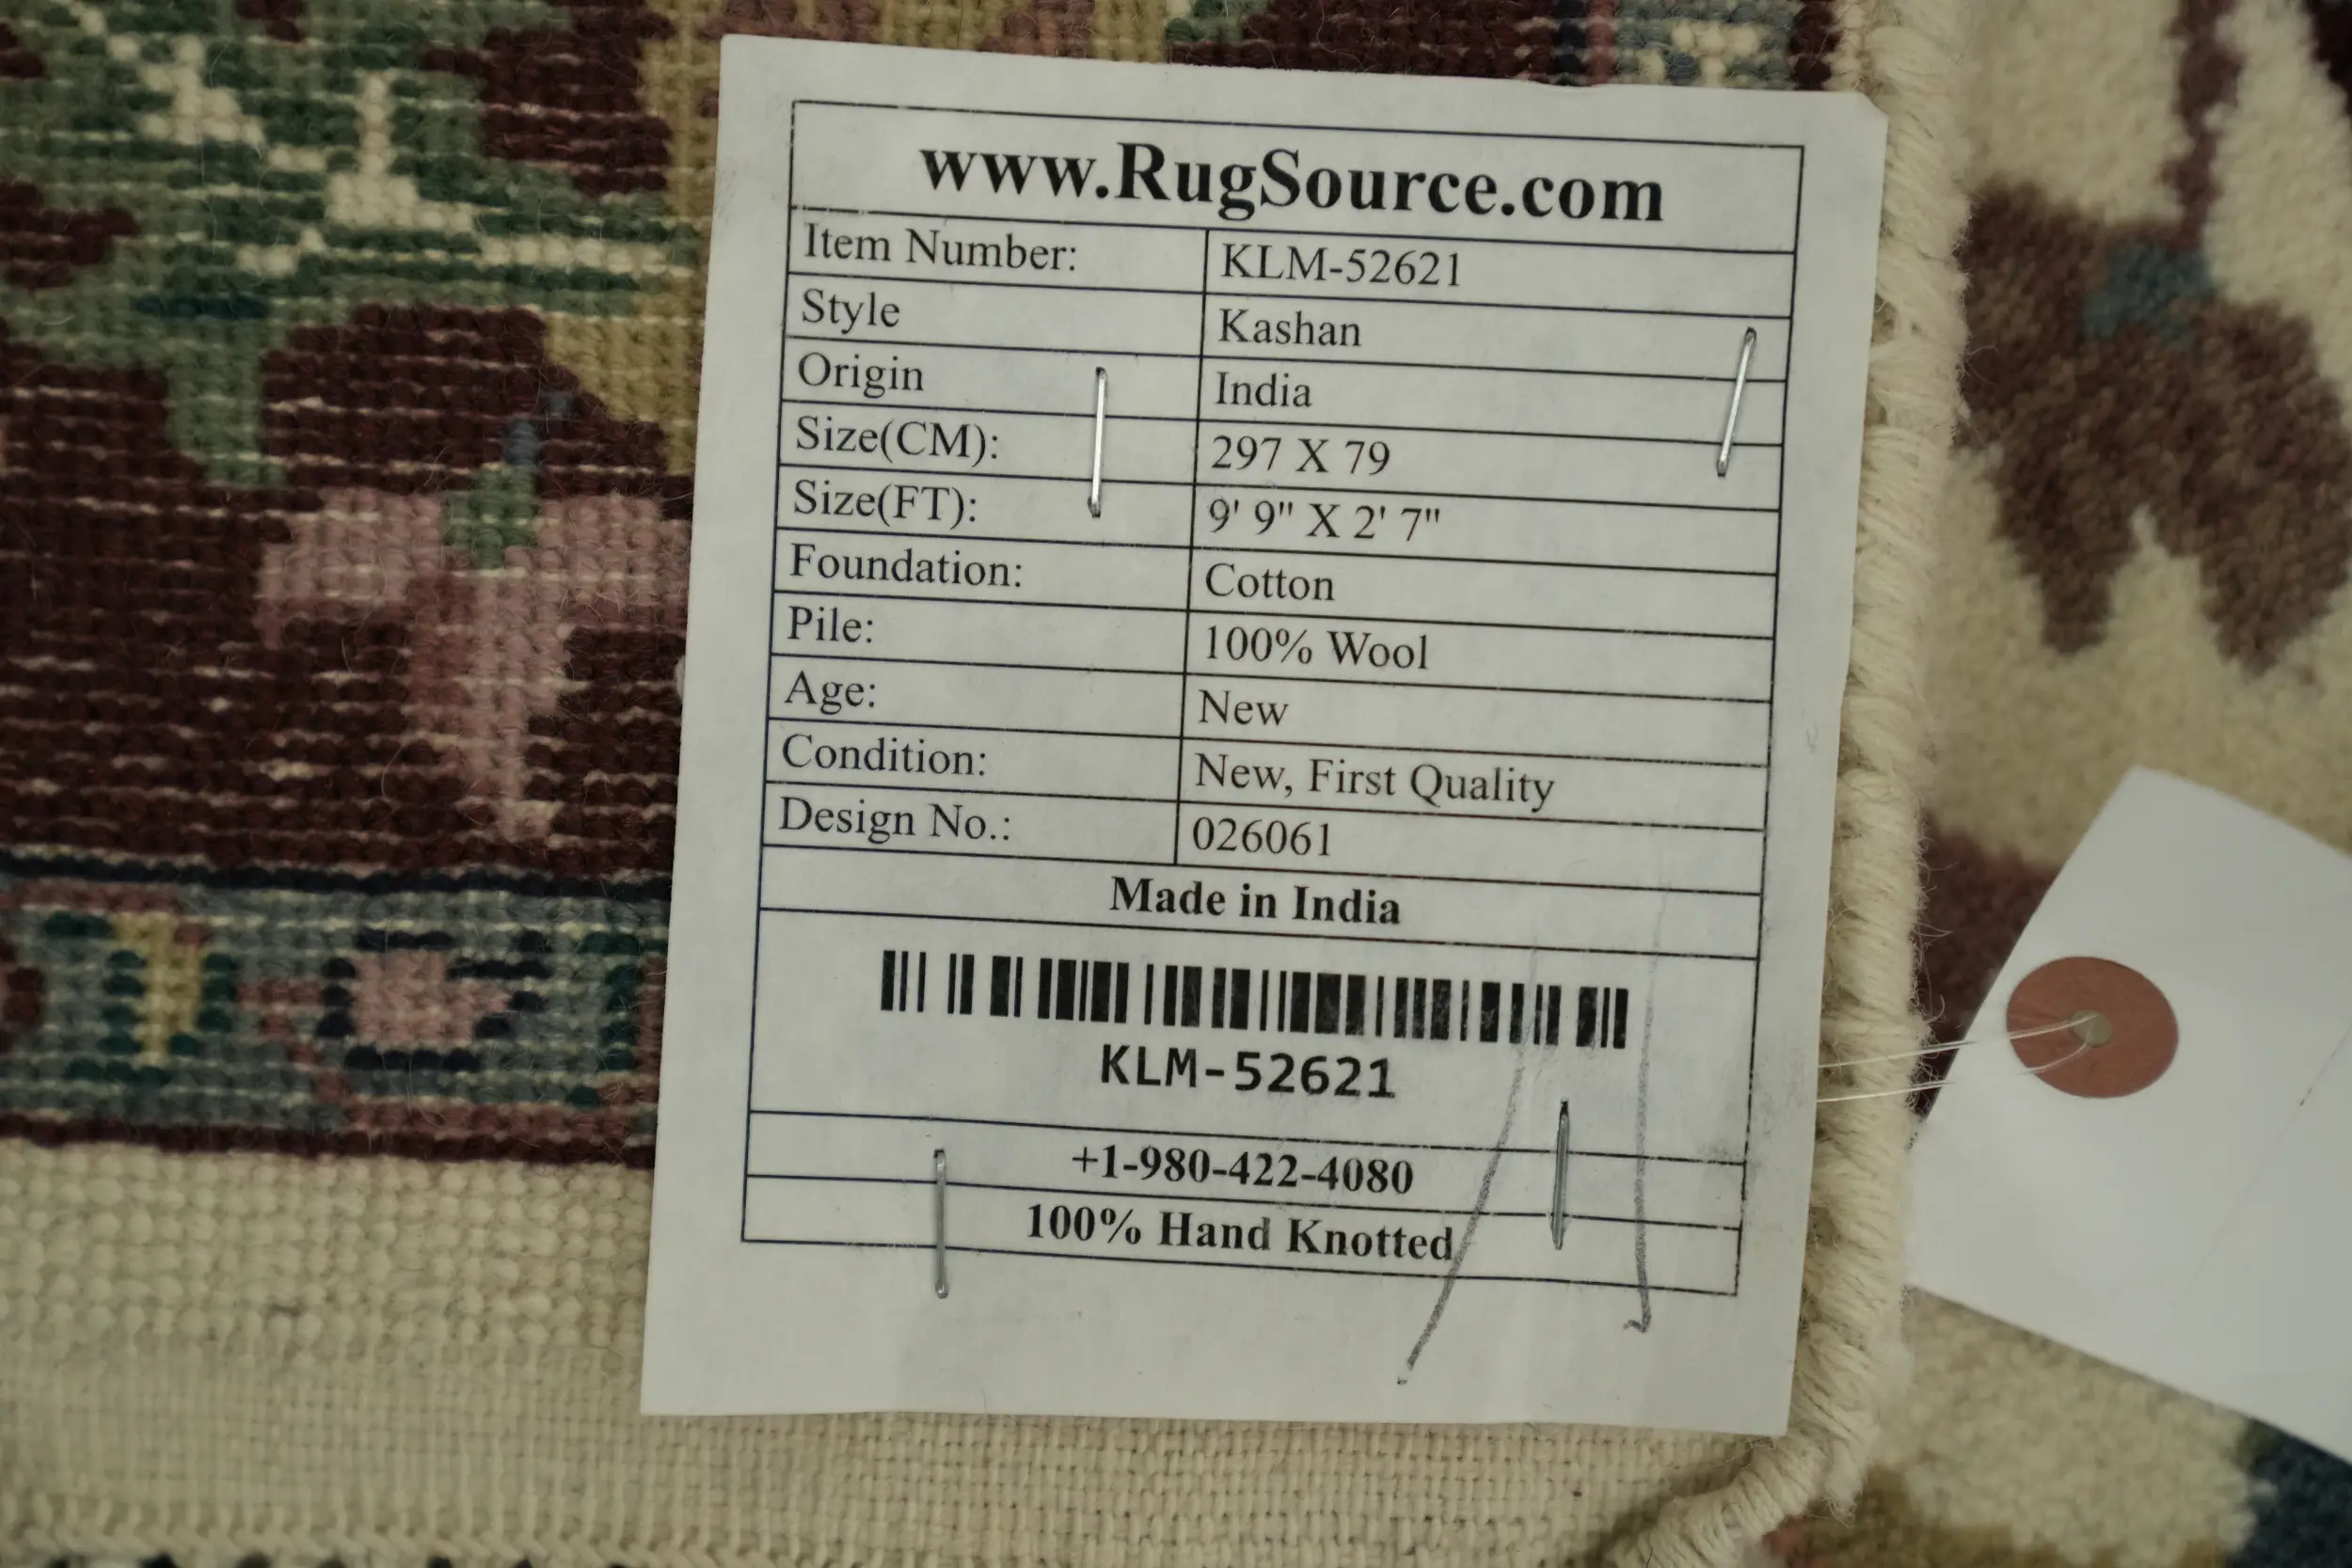 www.RugSource.com
Item Number: KLM-52621
Style Kashan
Origin India
Size(CM): 297 X 79
Size(FT): 9' 9" X 2' 7"
Foundation: Cotton
Pile: 100% Wool
Age: New
Condition: New, First Quality
Design No.: 026061
Made in India
KLM-52621
+1-980-422-4080
100% Hand Knotted